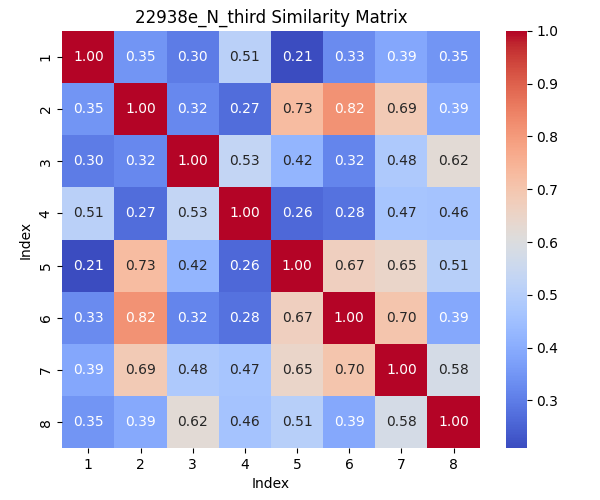 22938e_N_third Similarity Matrix
1 1.00 0.35 0.30 0.51 0.21 0.33 0.39 0.35
2 0.35 1.00 0.32 0.27 0.73 0.82 0.69 0.39
3 0.30 0.32 1.00 0.53 0.42 0.32 0.48 0.62
4 0.51 0.27 0.53 1.00 0.26 0.28 0.47 0.46
5 0.21 0.73 0.42 0.26 1.00 0.67 0.65 0.51
6 0.33 0.82 0.32 0.28 0.67 1.00 0.70 0.39
7 0.39 0.69 0.48 0.47 0.65 0.70 1.00 0.58
8 0.35 0.39 0.62 0.46 0.51 0.39 0.58 1.00
1 2 3 4 5 6 7 8
Index
Index
1.0
0.9
0.8
0.7
0.6
0.5
0.4
0.3